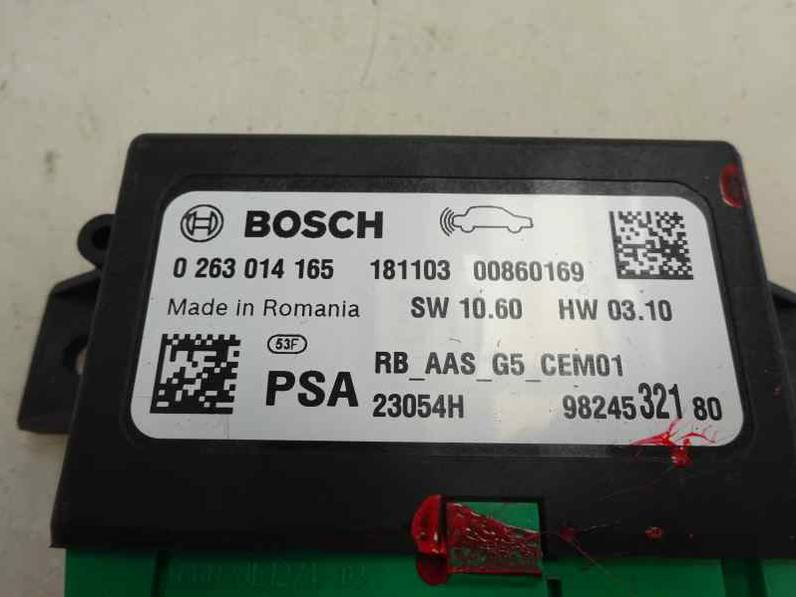 BOSCH
0 263 014 165 181103 00860169
Made in Romania SW 10.60 HW 03.10
53F
RB_AAS_G5_CEM01
PSA 23054H 98245 321 80